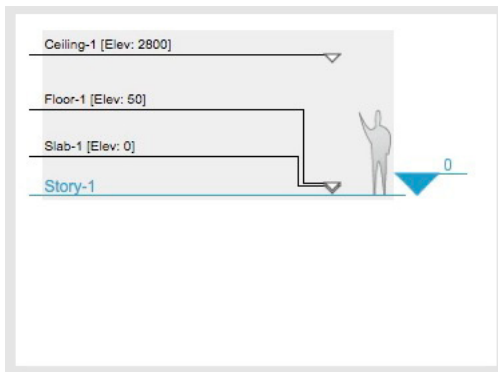 Ceiling-1 [Elev: 2800]
Floor-1 [Elev: 50]
Slab-1 [Elev: 0]
0
Story-1